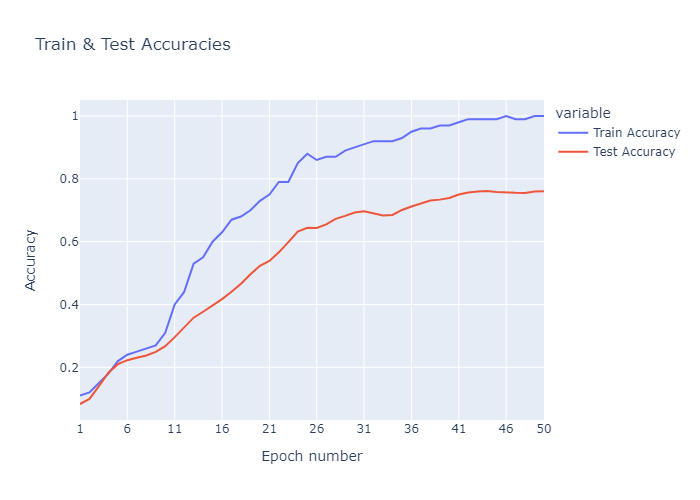 Train & Test Accuracies
variable
Train Accuracy
Test Accuracy
Accuracy
1
0.8
0.6
0.4
0.2
1 6 11 16 21 26 31 36 41 46 50
Epoch number